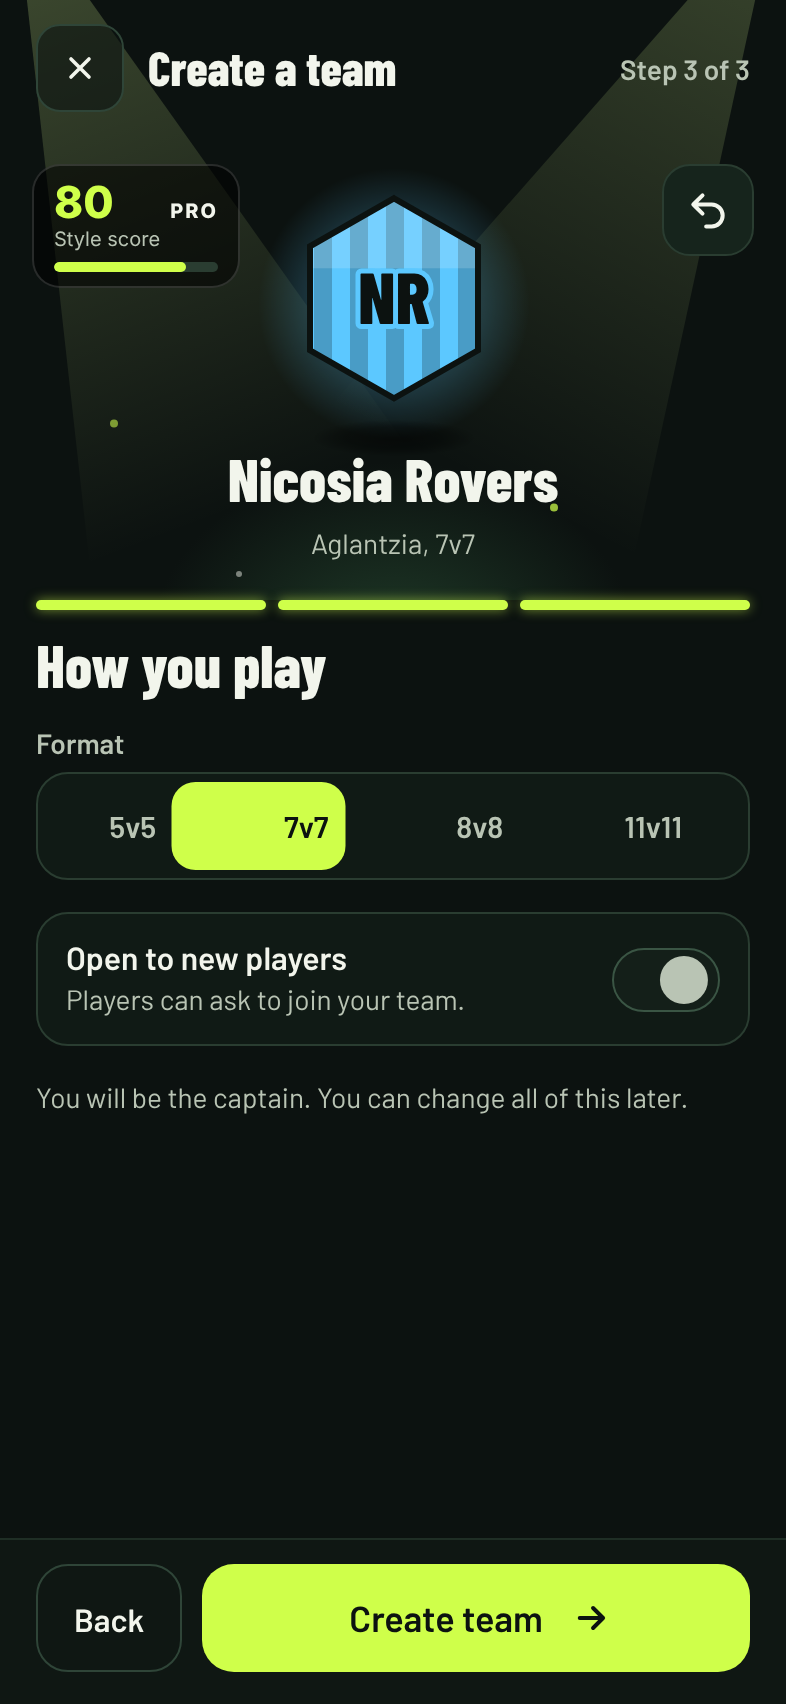 Create a team
Step 3 of 3
80 PRO
Style score
NR
Nicosia Rovers
Aglantzia, 7v7
How you play
Format
5v5 7v7 8v8 11v11
Open to new players
Players can ask to join your team.
You will be the captain. You can change all of this later.
Back
Create team